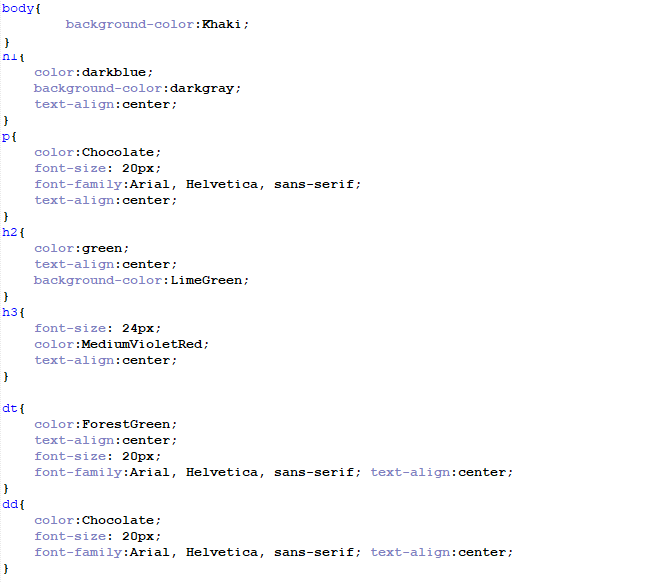 body{
        background-color:Khaki;
}
h1{
    color:darkblue;
    background-color:darkgray;
    text-align:center;
}
p{
    color:Chocolate;
    font-size: 20px;
    font-family:Arial, Helvetica, sans-serif;
    text-align:center;
}
h2{
    color:green;
    text-align:center;
    background-color:LimeGreen;
}
h3{
    font-size: 24px;
    color:MediumVioletRed;
    text-align:center;
}

dt{
    color:ForestGreen;
    text-align:center;
    font-size: 20px;
    font-family:Arial, Helvetica, sans-serif; text-align:center;
}
dd{
    color:Chocolate;
    font-size: 20px;
    font-family:Arial, Helvetica, sans-serif; text-align:center;
}